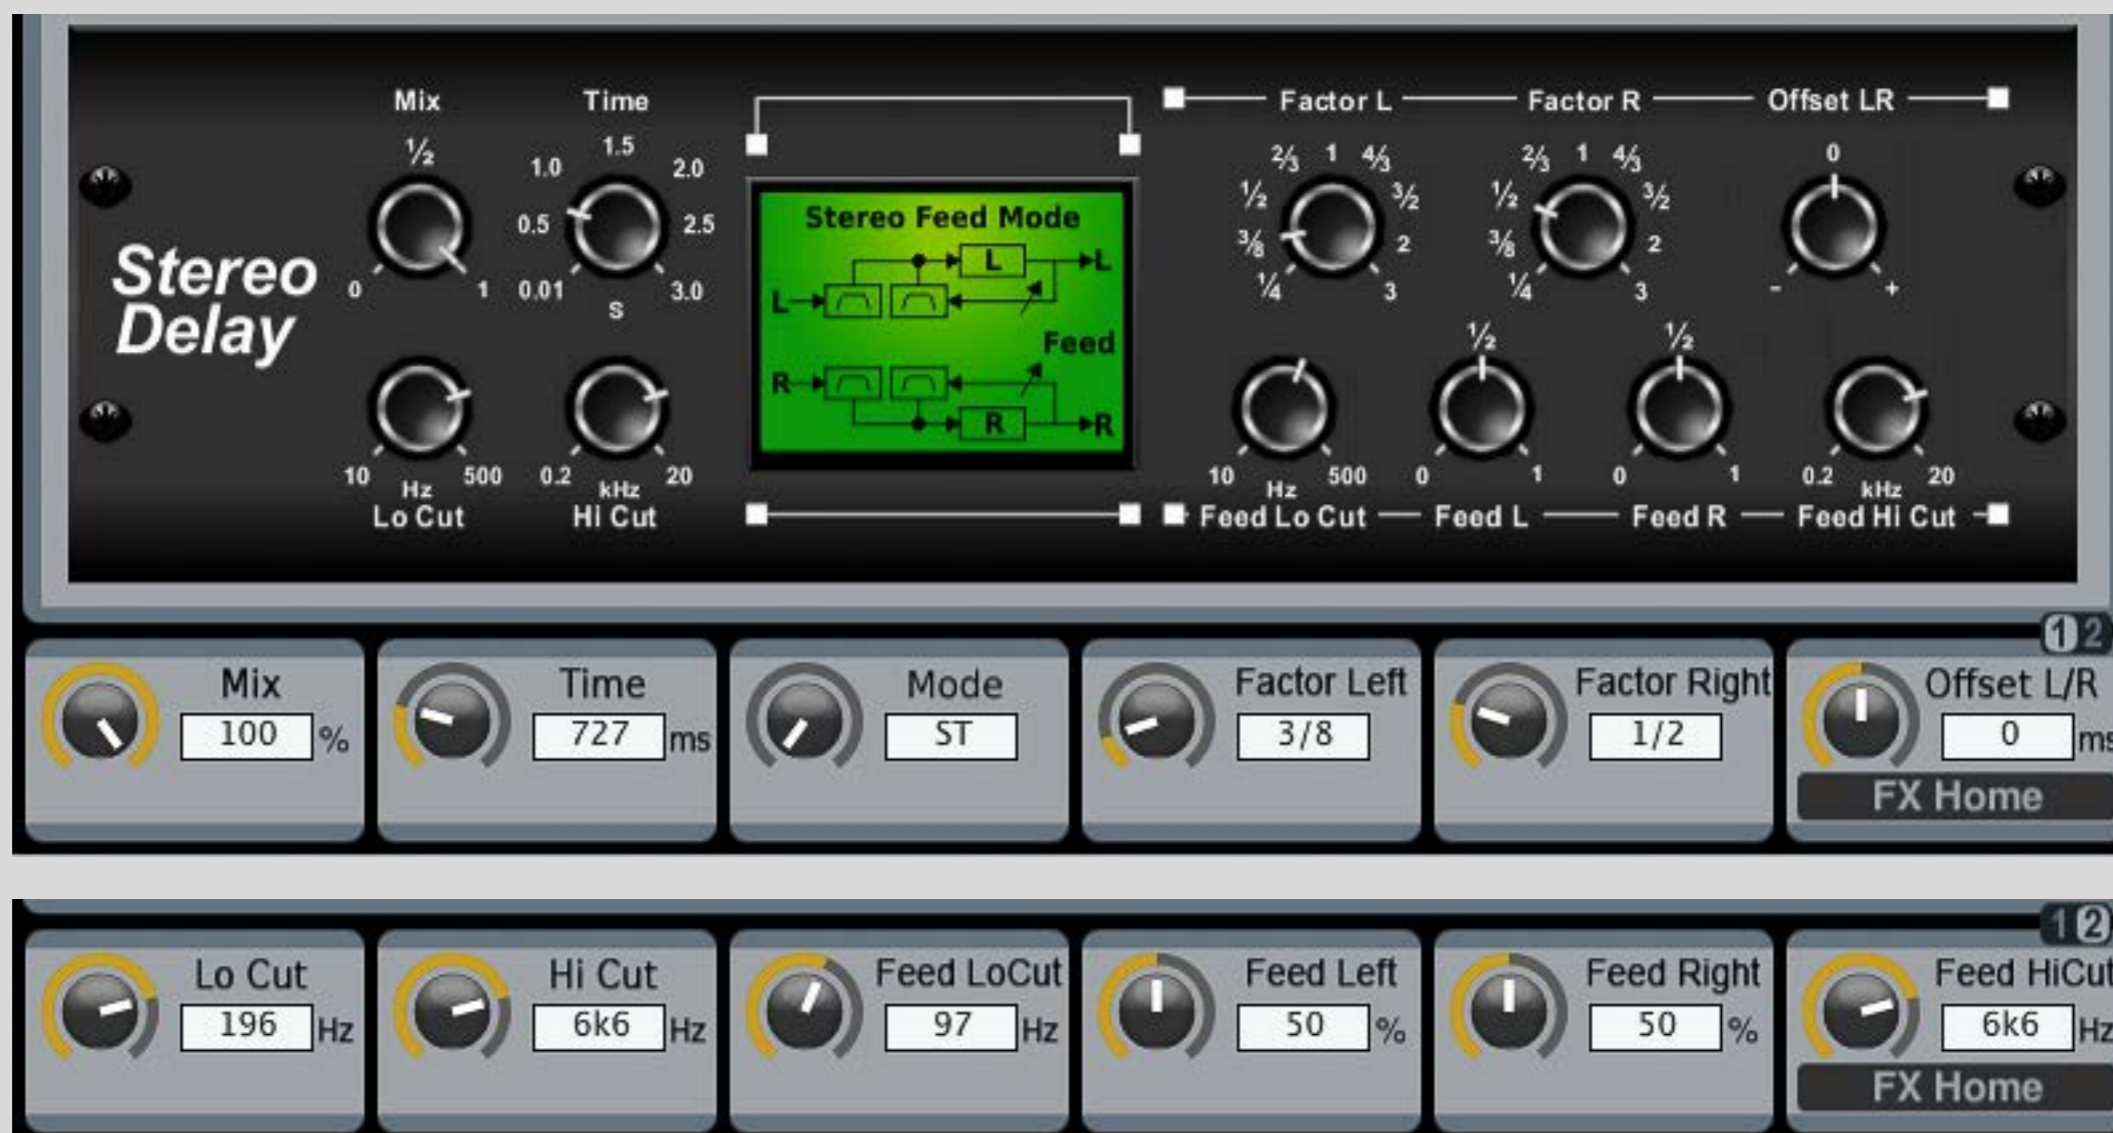 Mix Time Factor L Factor R Offset LR
½ 1.5 ⅔ 1 4/3 ⅔ 1 4/3 0
1.0 2.0
Stereo Feed Mode ½ 3/2 ½ 3/2
0.5 2.5
L L ⅜ 2 ⅜ 2
Stereo 0 1 0.01 3.0 L ¼ 3 ¼ 3 - +
S
Delay Feed ½ ½
R
R R
10 500 0.2 20 10 500 0 1 0 1 0.2 20
Hz kHz Hz kHz
Lo Cut Hi Cut Feed Lo Cut Feed L Feed R Feed Hi Cut
1 2
Mix Time Mode Factor Left Factor Right Offset L/R
100 % 727 ms ST 3/8 1/2 0 ms
FX Home
1 2
Lo Cut Hi Cut Feed LoCut Feed Left Feed Right Feed HiCut
196 Hz 6k6 Hz 97 Hz 50 % 50 % 6k6 Hz
FX Home